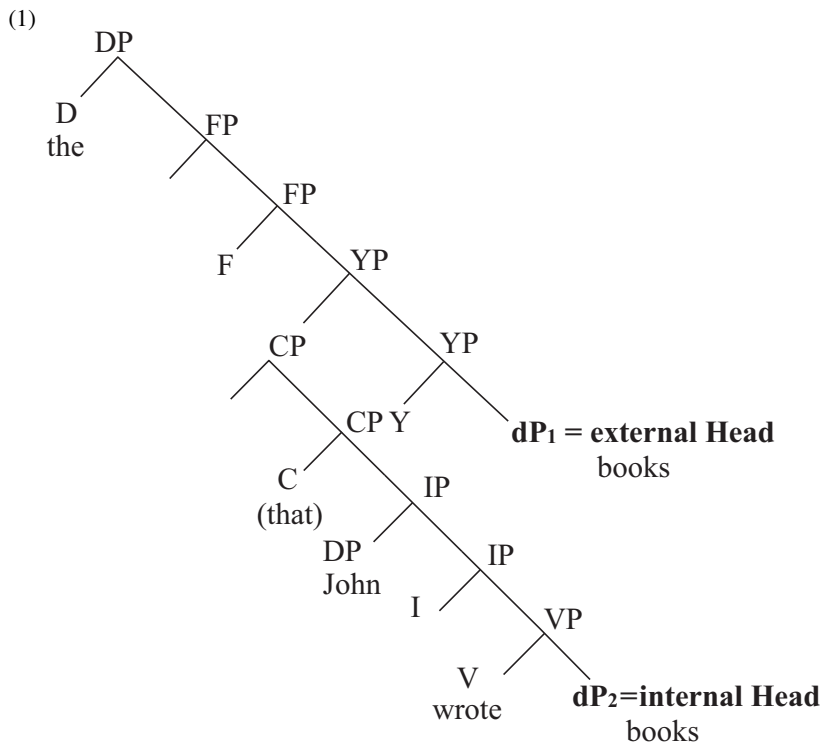 (1)
DP
D
the
FP
FP
F
YP
CP
YP
CP Y
dP₁ = external Head
books
C
(that)
IP
DP
John
IP
I
VP
V
wrote
dP₂=internal Head
books